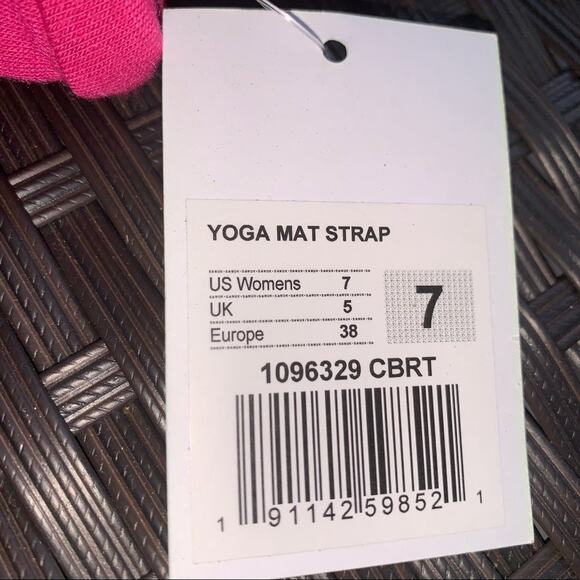 YOGA MAT STRAP
US Womens 7
UK 5
Europe 38
7
1096329 CBRT
1 91142 59852 1